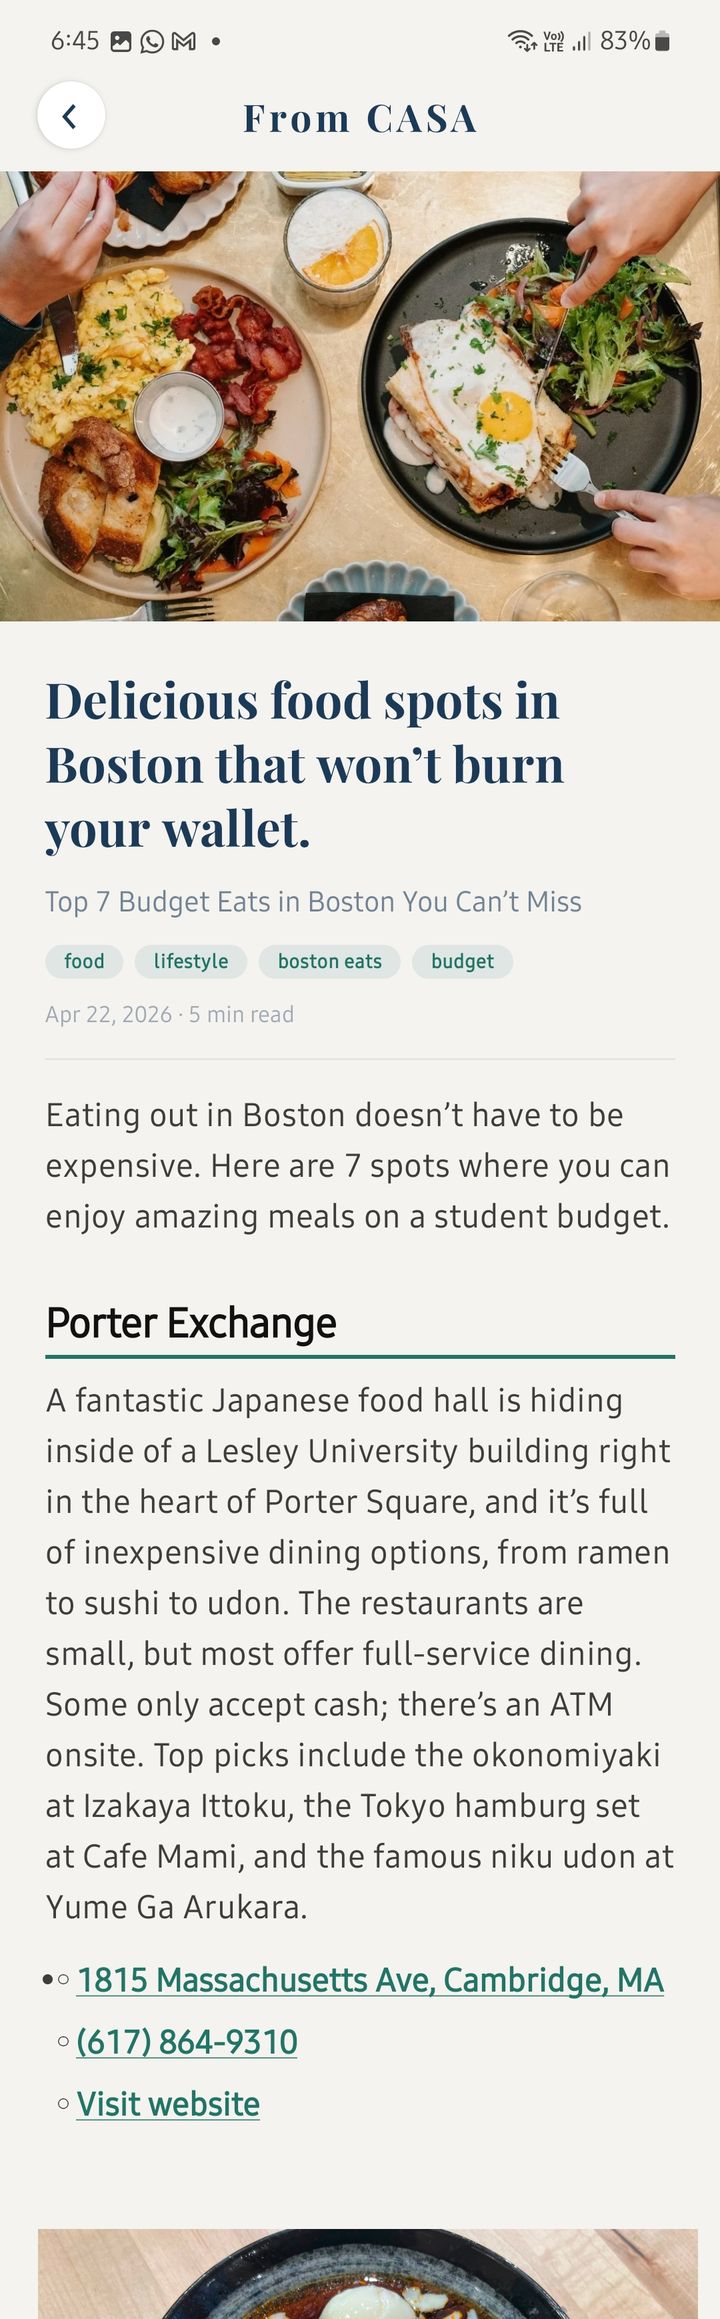 6:45
Vo))
LTE
83%
From CASA
Delicious food spots in
Boston that won’t burn
your wallet.
Top 7 Budget Eats in Boston You Can’t Miss
food lifestyle boston eats budget
Apr 22, 2026 · 5 min read
Eating out in Boston doesn’t have to be
expensive. Here are 7 spots where you can
enjoy amazing meals on a student budget.
Porter Exchange
A fantastic Japanese food hall is hiding
inside of a Lesley University building right
in the heart of Porter Square, and it’s full
of inexpensive dining options, from ramen
to sushi to udon. The restaurants are
small, but most offer full-service dining.
Some only accept cash; there’s an ATM
onsite. Top picks include the okonomiyaki
at Izakaya Ittoku, the Tokyo hamburg set
at Cafe Mami, and the famous niku udon at
Yume Ga Arukara.
1815 Massachusetts Ave, Cambridge, MA
(617) 864-9310
Visit website